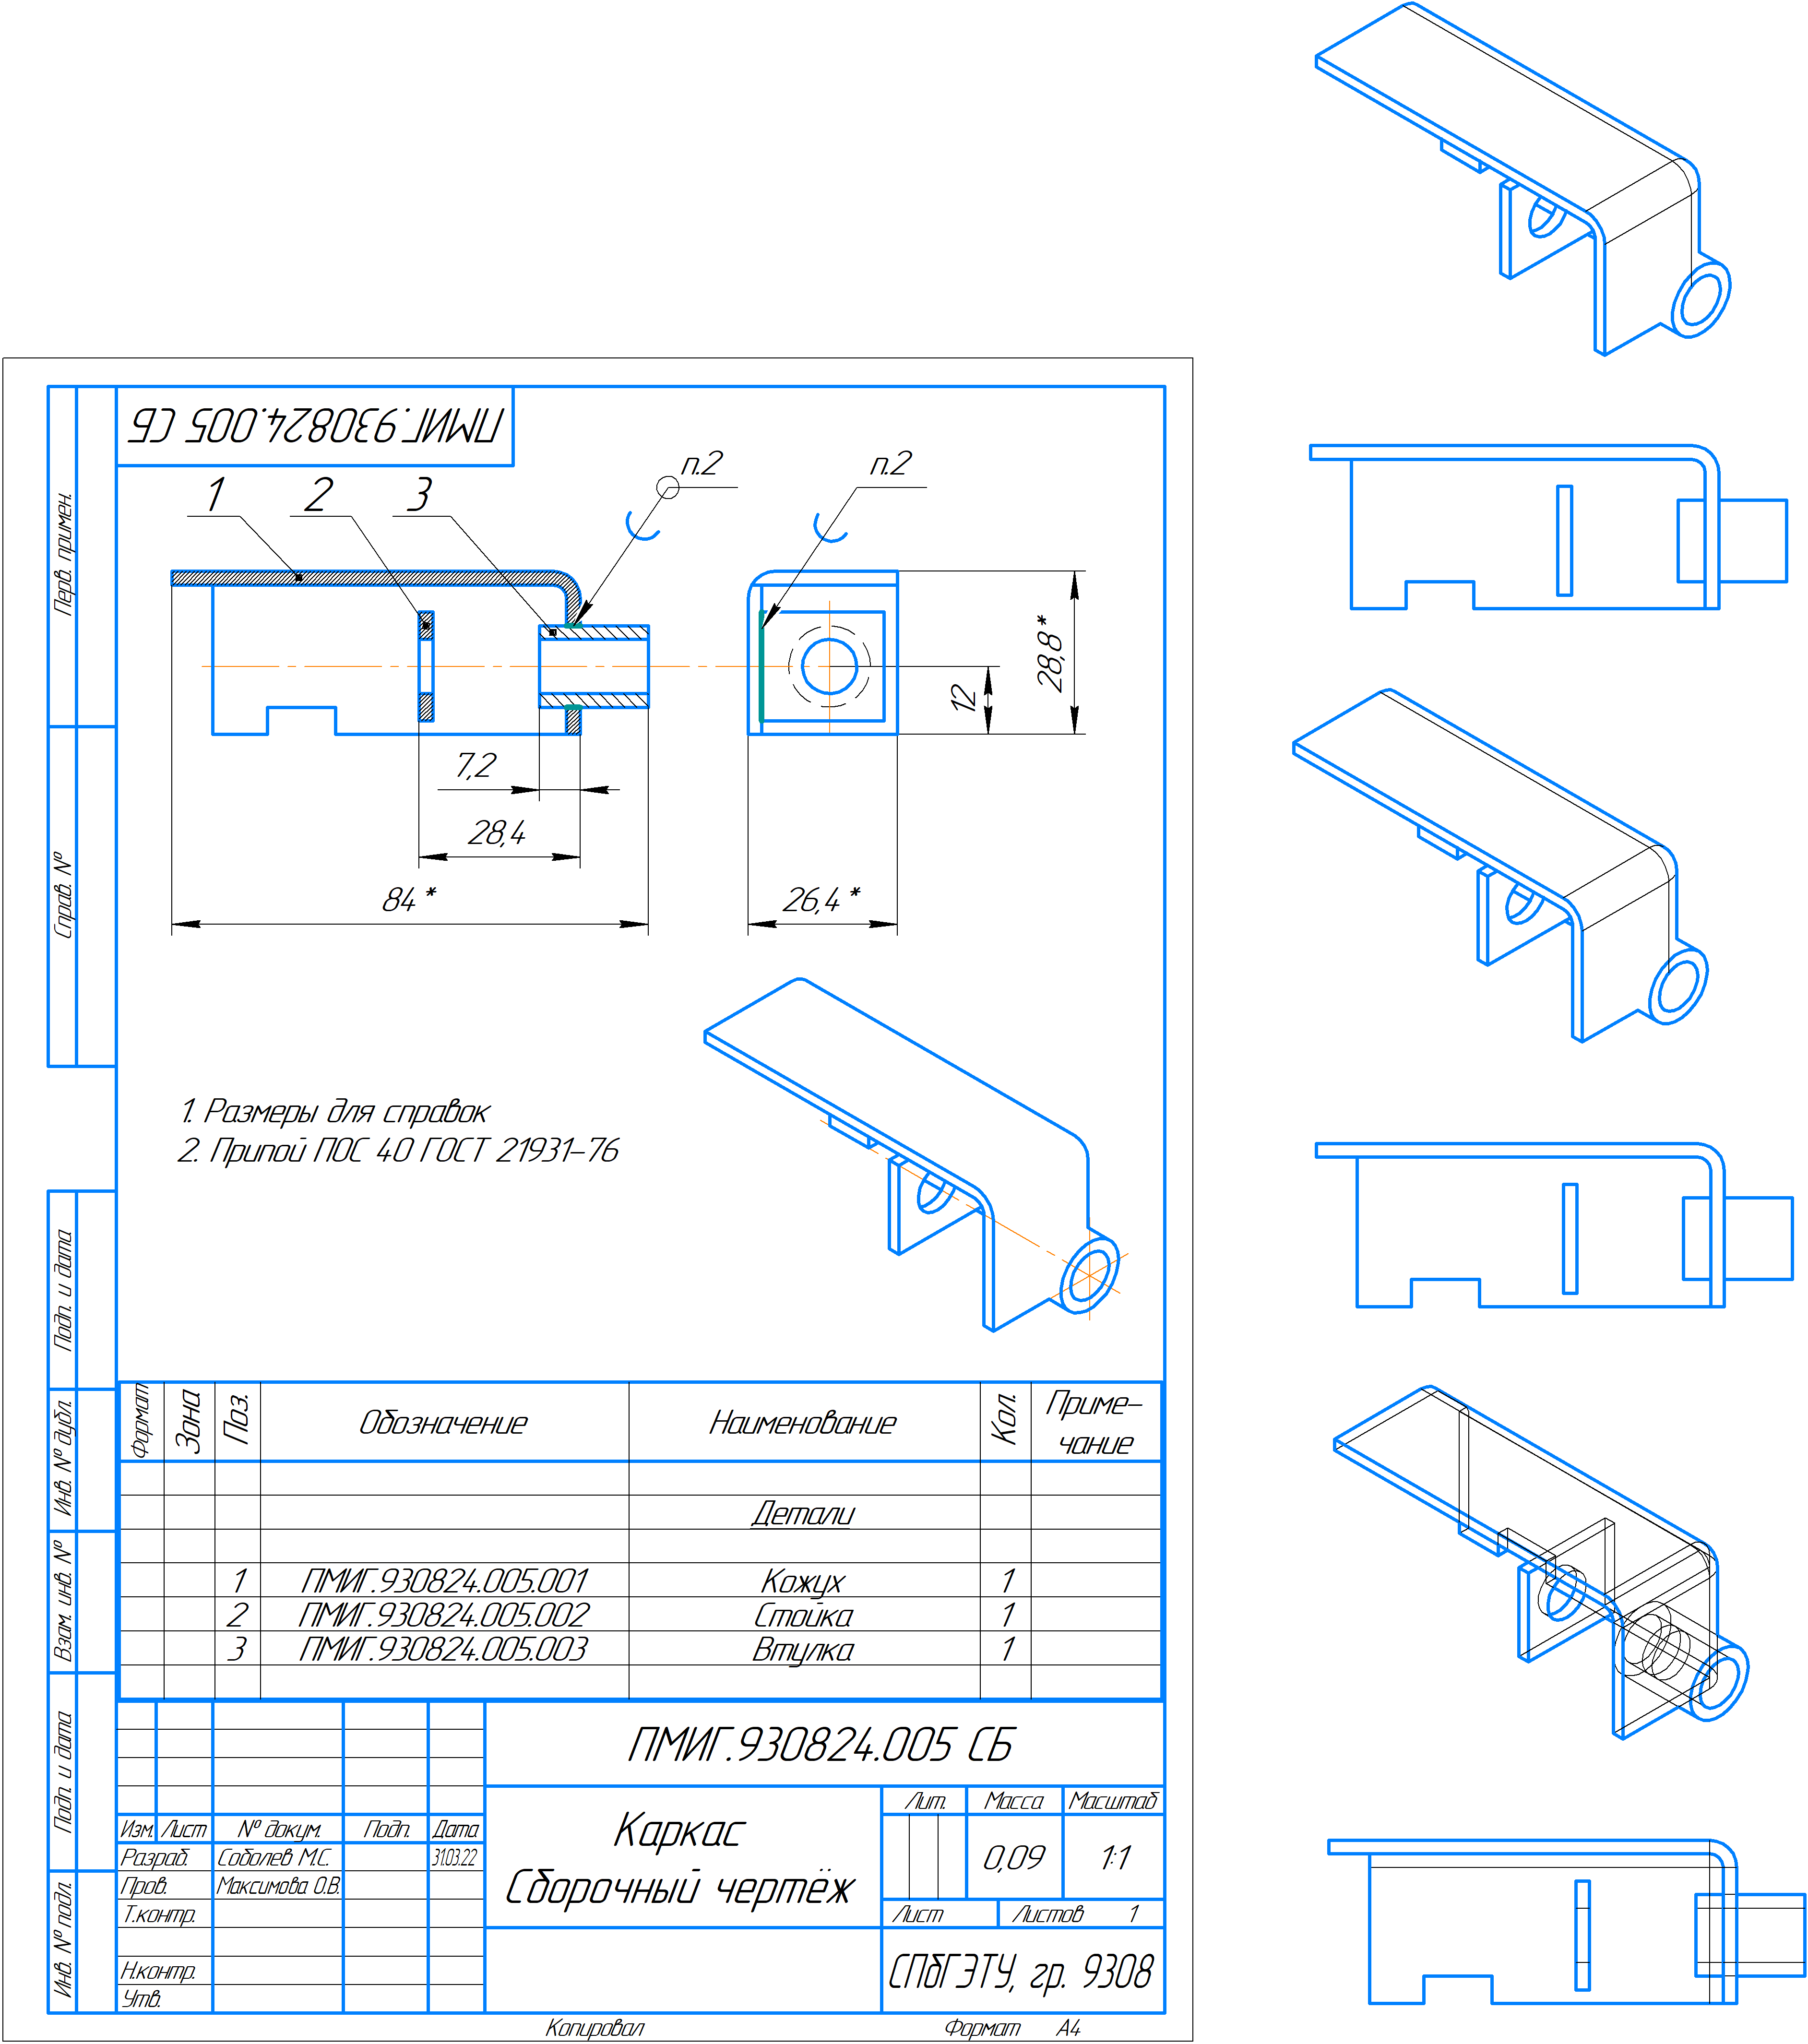 ПМИГ.930824.005 СБ
1
2
3
п.2
п.2
7,2
28,4
84*
26,4*
12
28,8*
1. Размеры для справок
2. Припой ПОС 40 ГОСТ 21931-76
Перв. примен.
Справ. №
Подп. и дата
Инв. № дубл.
Взам. инв. №
Подп. и дата
Инв. № подл.
Формат Зона Поз. Обозначение Наименование Кол. Приме-
чание
Детали
1 ПМИГ.930824.005.001 Кожух 1
2 ПМИГ.930824.005.002 Стойка 1
3 ПМИГ.930824.005.003 Втулка 1
ПМИГ.930824.005 СБ
Изм. Лист № докум. Подп. Дата
Разраб. Соболев М.С. 31.03.22
Пров. Максимова О.В.
Т.контр.
Н.контр.
Утв.
Каркас
Сборочный чертёж
Лит. Масса Масштаб
0,09 1:1
Лист Листов 1
СПбГЭТУ, гр. 9308
Копировал Формат А4